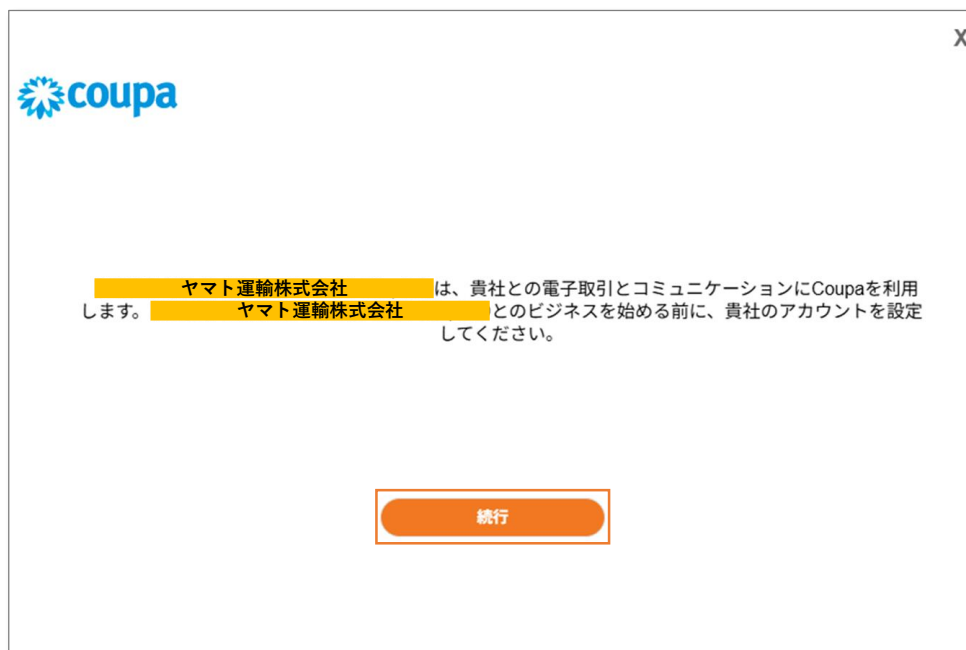 X
coupa
ヤマト運輸株式会社は、貴社との電子取引とコミュニケーションにCoupaを利用
します。ヤマト運輸株式会社とのビジネスを始める前に、貴社のアカウントを設定
してください。
続行